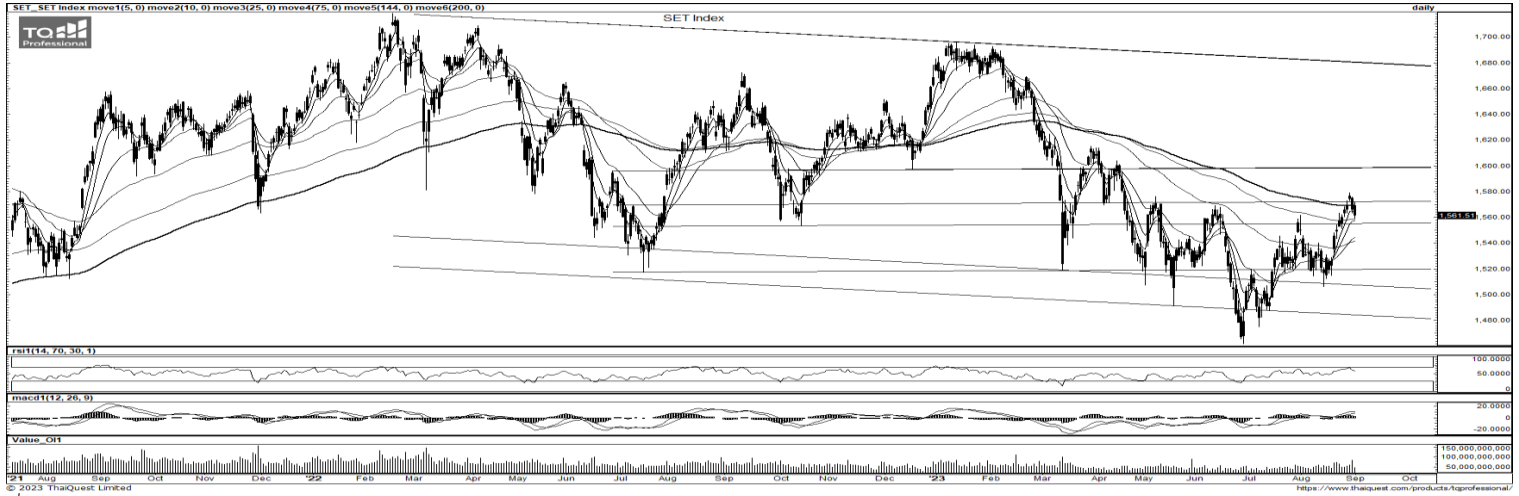 SET_SET Index move1(5, 0) move2(10, 0) move3(25, 0) move4(75, 0) move5(144, 0) move6(200, 0) daily
TQ
Professional
SET Index
1,700.00
1,680.00
1,660.00
1,640.00
1,620.00
1,600.00
1,580.00
1,561.51 1,560.00
1,540.00
1,520.00
1,500.00
1,480.00
rsi1(14, 70, 30, 1)
100.0000
50.0000
0
macd1(12, 26, 9)
20.0000
-20.0000
Value_OI1
150,000,000,000
100,000,000,000
50,000,000,000
'21 Aug Sep Oct Nov Dec '22 Feb Mar Apr May Jun Jul Aug Sep Oct Nov Dec '23 Feb Mar Apr May Jun Jul Aug Sep Oct
© 2023 ThaiQuest Limited https://www.thaiquest.com/products/tqprofessional/